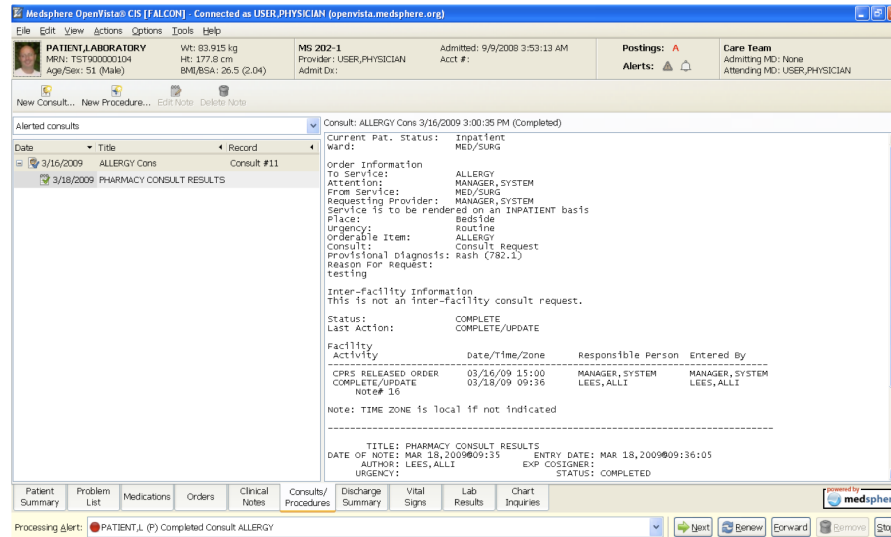 Medsphere OpenVista® CIS [FALCON] - Connected as USER,PHYSICIAN (openvista.medsphere.org)
File Edit View Actions Options Tools Help
PATIENT,LABORATORY Wt: 83.915 kg MS 202-1 Admitted: 9/9/2008 3:53:13 AM Postings: A Care Team
MRN: TST900000104 Ht: 177.8 cm Provider: USER,PHYSICIAN Acct #: Alerts: Admitting MD: None
Age/Sex: 51 (Male) BMI/BSA: 26.5 (2.04) Admit Dx: Attending MD: USER,PHYSICIAN
New Consult... New Procedure... Edit Note Delete Note
Alerted consults
Date Title Record
3/16/2009 ALLERGY Cons Consult #11
3/18/2009 PHARMACY CONSULT RESULTS
Consult: ALLERGY Cons 3/16/2009 3:00:35 PM (Completed)
Current Pat. Status: Inpatient
Ward: MED/SURG
Order Information
To Service: ALLERGY
Attention: MANAGER,SYSTEM
From Service: MED/SURG
Requesting Provider: MANAGER,SYSTEM
Service is to be rendered on an INPATIENT basis
Place: Bedside
Urgency: Routine
Orderable Item: ALLERGY
Consult: Consult Request
Provisional Diagnosis: Rash (782.1)
Reason For Request:
testing
Inter-facility Information
This is not an inter-facility consult request.
Status: COMPLETE
Last Action: COMPLETE/UPDATE
Facility
Activity Date/Time/Zone Responsible Person Entered By
CPRS RELEASED ORDER 03/16/09 15:00 MANAGER,SYSTEM MANAGER,SYSTEM
COMPLETE/UPDATE 03/18/09 09:36 LEES,ALLI LEES,ALLI
Note# 16
Note: TIME ZONE is local if not indicated
TITLE: PHARMACY CONSULT RESULTS
DATE OF NOTE: MAR 18,2009@09:35 ENTRY DATE: MAR 18,2009@09:36:05
AUTHOR: LEES,ALLI EXP COSIGNER:
URGENCY: STATUS: COMPLETED
Patient Summary Problem List Medications Orders Clinical Notes Consults/ Procedures Discharge Summary Vital Signs Lab Results Chart Inquiries
powered by medspher
Processing Alert: PATIENT,L (P) Completed Consult ALLERGY Next Renew Forward Remove Stop